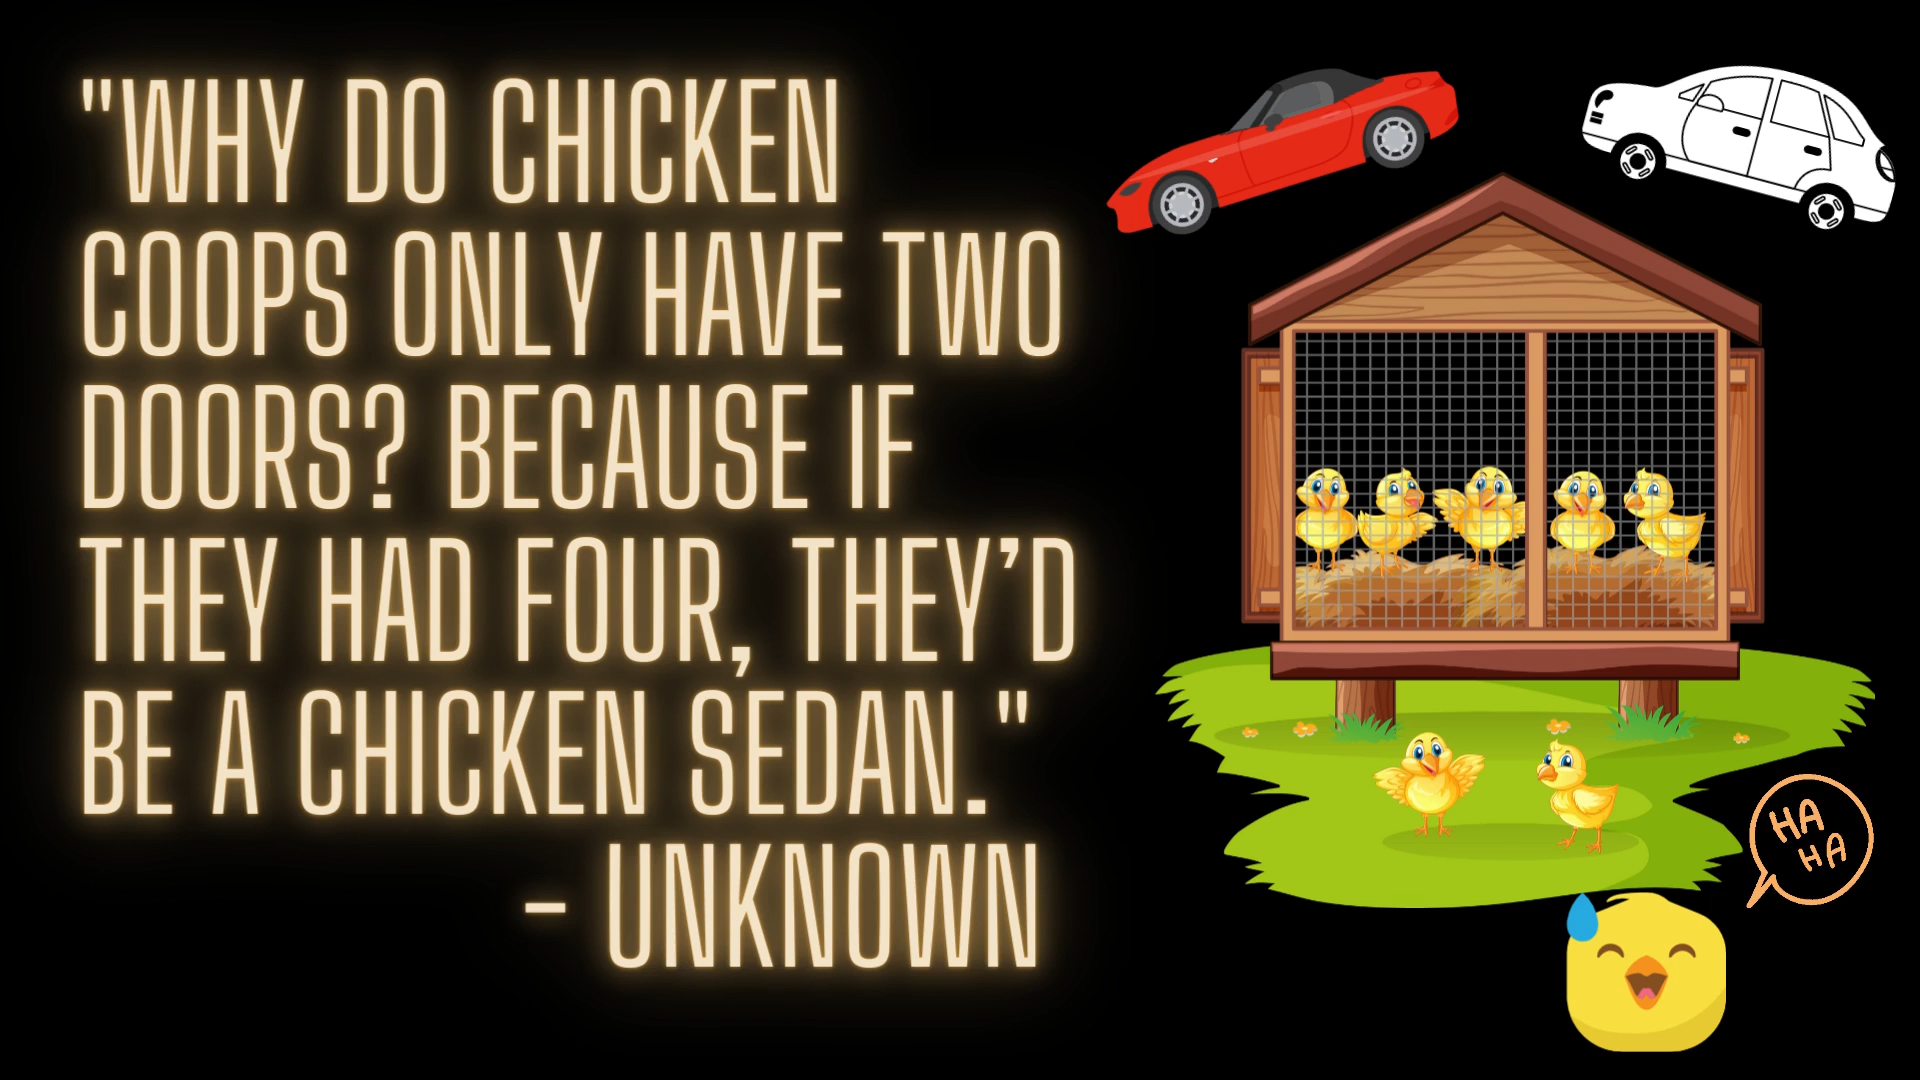 "WHY DO CHICKEN
COOPS ONLY HAVE TWO
DOORS? BECAUSE IF
THEY HAD FOUR, THEY’D
BE A CHICKEN SEDAN."
- UNKNOWN
HA
HA